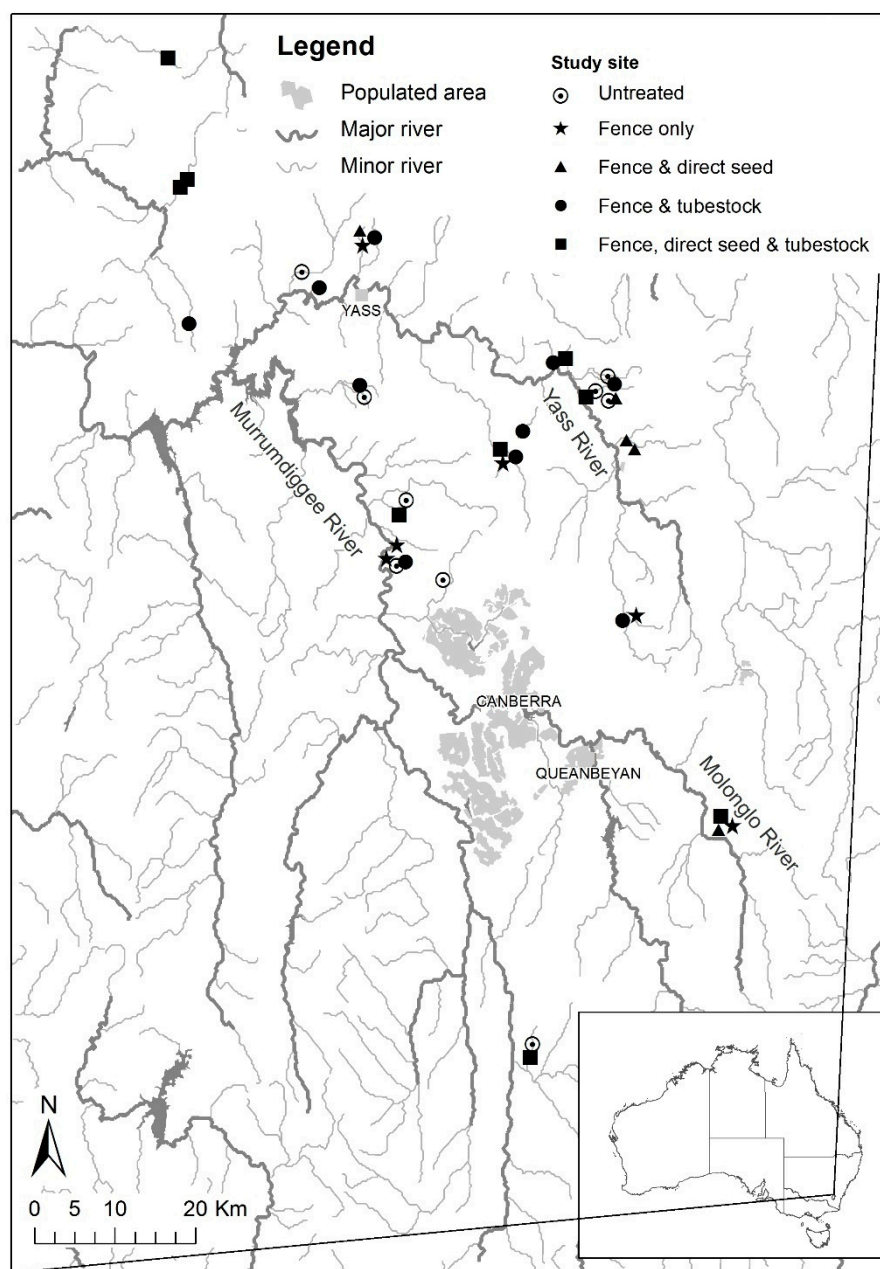 Legend
Populated area
Major river
Minor river
Study site
Untreated
Fence only
Fence & direct seed
Fence & tubestock
Fence, direct seed & tubestock
YASS
Murrumdiggee River
Yass River
CANBERRA
QUEANBEYAN
Molonglo River
N
0 5 10 20 Km